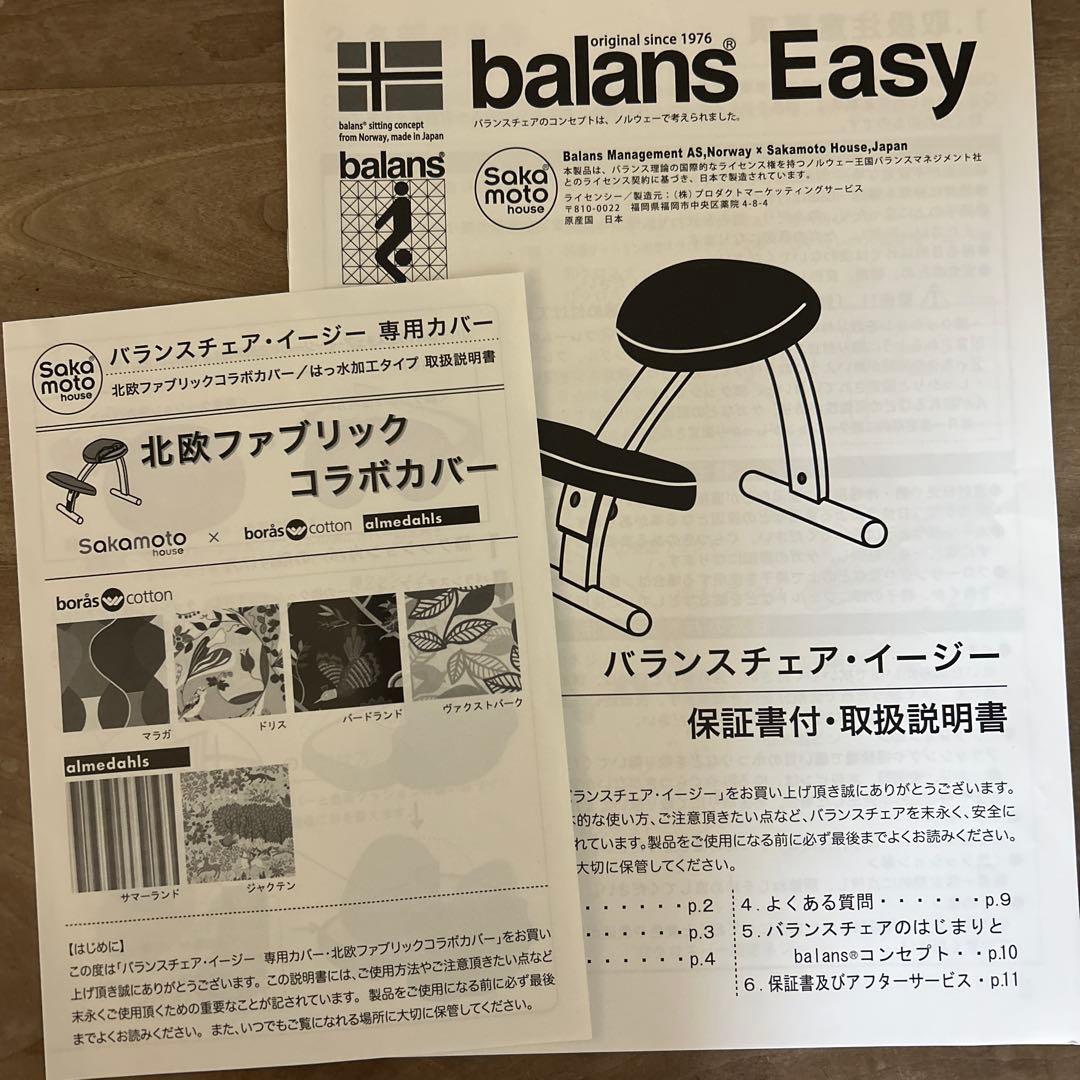 original since 1976
balans® Easy
バランスチェアのコンセプトは、ノルウェーで考えられました。
balans® sitting concept
from Norway, made in Japan
balans®
balans
Saka
moto
house
Balans Management AS,Norway × Sakamoto House,Japan
本製品は、バランス理論の国際的なライセンス権を持つノルウェー王国バランスマネジメント社
とのライセンス契約に基づき、日本で製造されています。
ライセンシー／製造元：(株)プロダクトマーケッティングサービス
〒810-0022　福岡県福岡市中央区薬院4-8-4
原産国　日本
バランスチェア・イージー
保証書付・取扱説明書
バランスチェア・イージー」をお買い上げ頂き誠にありがとうございます。
的な使い方、ご注意頂きたい点など、バランスチェアを末永く、安全に
れています。製品をご使用になる前に必ず最後までよくお読みください。
大切に保管してください。
・・・・・・p.2
・・・・・・p.3
・・・・・・p.4
4．よくある質問・・・・・・p.9
5．バランスチェアのはじまりと
balans®コンセプト・・p.10
6．保証書及びアフターサービス・p.11
Saka
moto
house
バランスチェア・イージー 専用カバー
北欧ファブリックコラボカバー／はっ水加工タイプ 取扱説明書
北欧ファブリック
コラボカバー
Sakamoto
house
×
borås cotton
almedahls
borås cotton
マラガ
ドリス
バードランド
ヴァクストパーク
almedahls
サマーランド
ジャクテン
【はじめに】
この度は「バランスチェア・イージー 専用カバー・北欧ファブリックコラボカバー」をお買い
上げ頂き誠にありがとうございます。この説明書には、ご使用方法やご注意頂きたい点など
末永くご使用頂くための重要なことが記されています。製品をご使用になる前に必ず最後
までよくお読みください。また、いつでもご覧になれる場所に大切に保管してください。